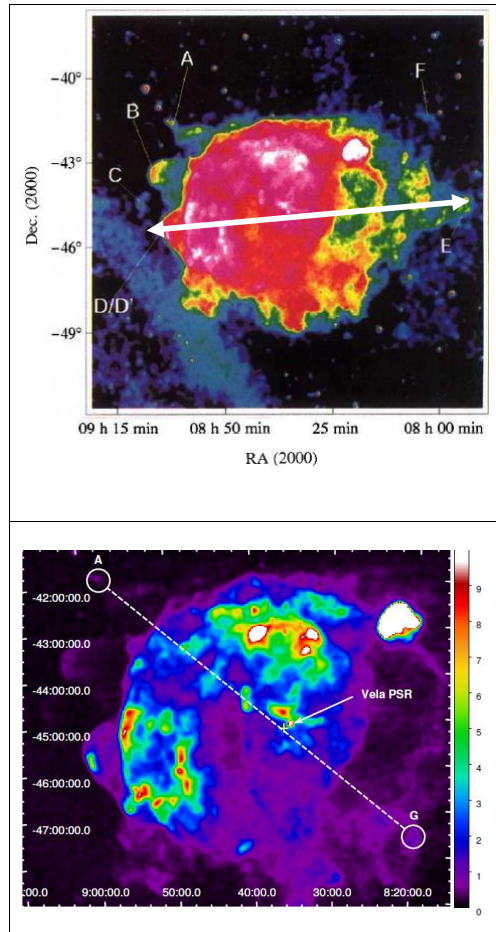 A
F
-40°
B
-43°
C
Dec. (2000)
-46°
E
D/D'
-49°
09 h 15 min 08 h 50 min 25 min 08 h 00 min
RA (2000)
A
-42:00:00.0
9
8
-43:00:00.0
7
-44:00:00.0
6
Vela PSR
5
-45:00:00.0
4
-46:00:00.0
3
G
2
-47:00:00.0
1
:00.0 9:00:00.0 50:00.0 40:00.0 30:00.0 8:20:00.0
0